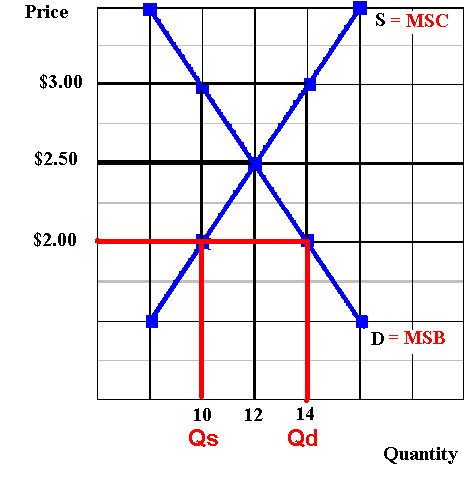 Price
S = MSC
$3.00
$2.50
$2.00
D = MSB
10 12 14
Qs Qd
Quantity